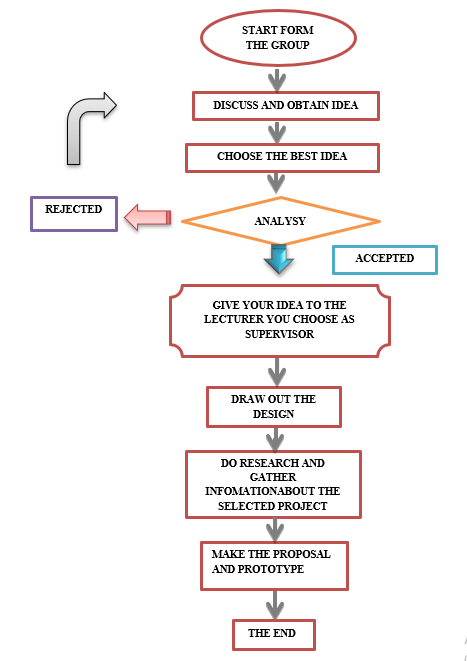 START FORM
THE GROUP
DISCUSS AND OBTAIN IDEA
CHOOSE THE BEST IDEA
REJECTED
ANALYSY
ACCEPTED
GIVE YOUR IDEA TO THE
LECTURER YOU CHOOSE AS
SUPERVISOR
DRAW OUT THE
DESIGN
DO RESEARCH AND
GATHER
INFOMATIONABOUT THE
SELECTED PROJECT
MAKE THE PROPOSAL
AND PROTOTYPE
THE END